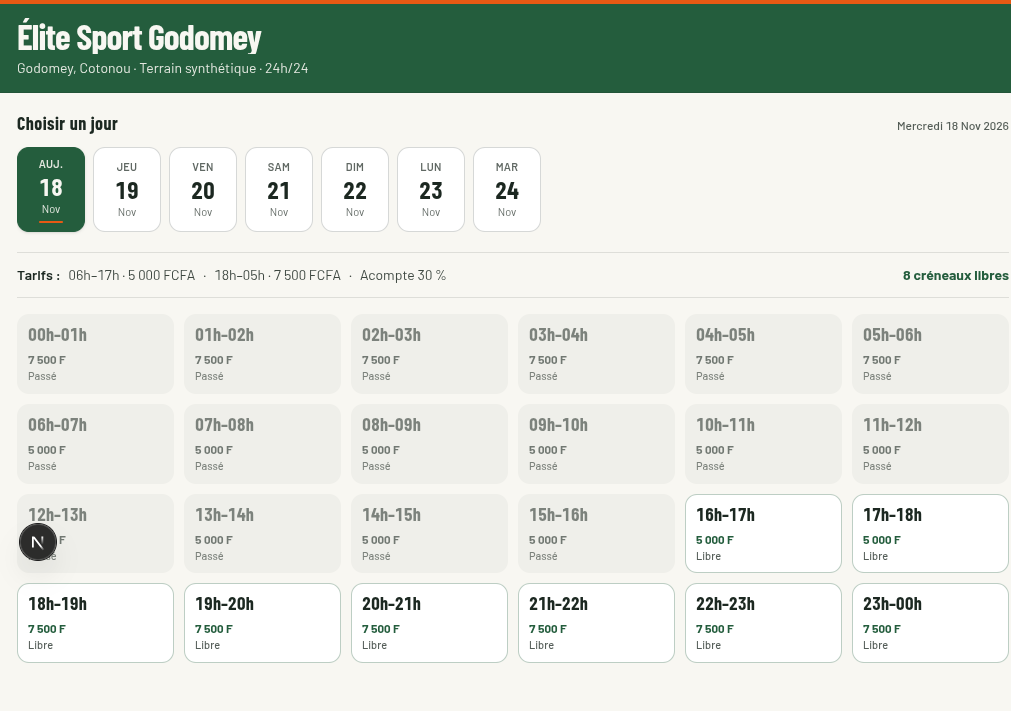 Élite Sport Godomey
Godomey, Cotonou · Terrain synthétique · 24h/24
Choisir un jour
Mercredi 18 Nov 2026
AUJ. JEU VEN SAM DIM LUN MAR
18 19 20 21 22 23 24
Nov Nov Nov Nov Nov Nov Nov
Tarifs : 06h–17h · 5 000 FCFA · 18h–05h · 7 500 FCFA · Acompte 30 %
8 créneaux libres
00h–01h 01h–02h 02h–03h 03h–04h 04h–05h 05h–06h
7 500 F 7 500 F 7 500 F 7 500 F 7 500 F 7 500 F
Passé Passé Passé Passé Passé Passé
06h–07h 07h–08h 08h–09h 09h–10h 10h–11h 11h–12h
5 000 F 5 000 F 5 000 F 5 000 F 5 000 F 5 000 F
Passé Passé Passé Passé Passé Passé
12h–13h 13h–14h 14h–15h 15h–16h 16h–17h 17h–18h
N F 5 000 F 5 000 F 5 000 F 5 000 F 5 000 F
Passé Passé Passé Libre Libre
18h–19h 19h–20h 20h–21h 21h–22h 22h–23h 23h–00h
7 500 F 7 500 F 7 500 F 7 500 F 7 500 F 7 500 F
Libre Libre Libre Libre Libre Libre